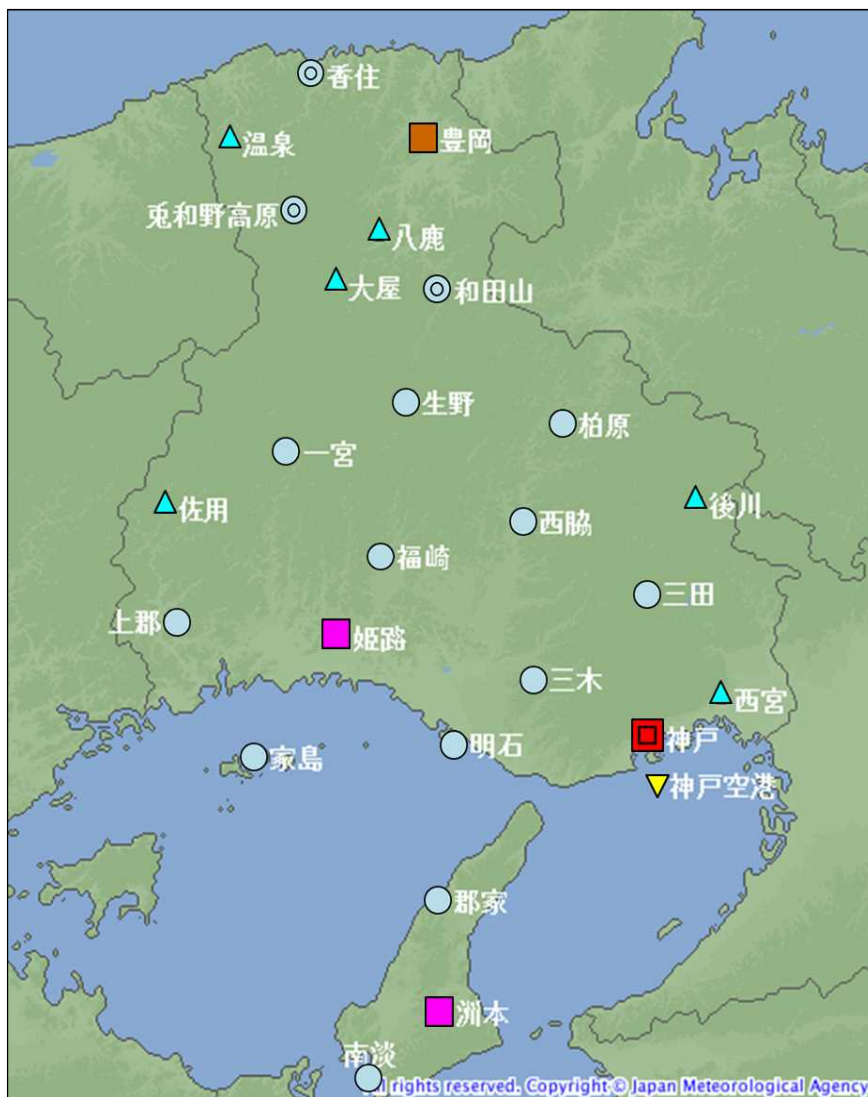 香住
温泉
豊岡
兎和野高原
八鹿
大屋
和田山
生野
柏原
一宮
佐用
後川
西脇
福崎
三田
上郡
姫路
三木
西宮
神戸
明石
家島
神戸空港
郡家
洲本
南淡
All rights reserved. Copyright © Japan Meteorological Agency